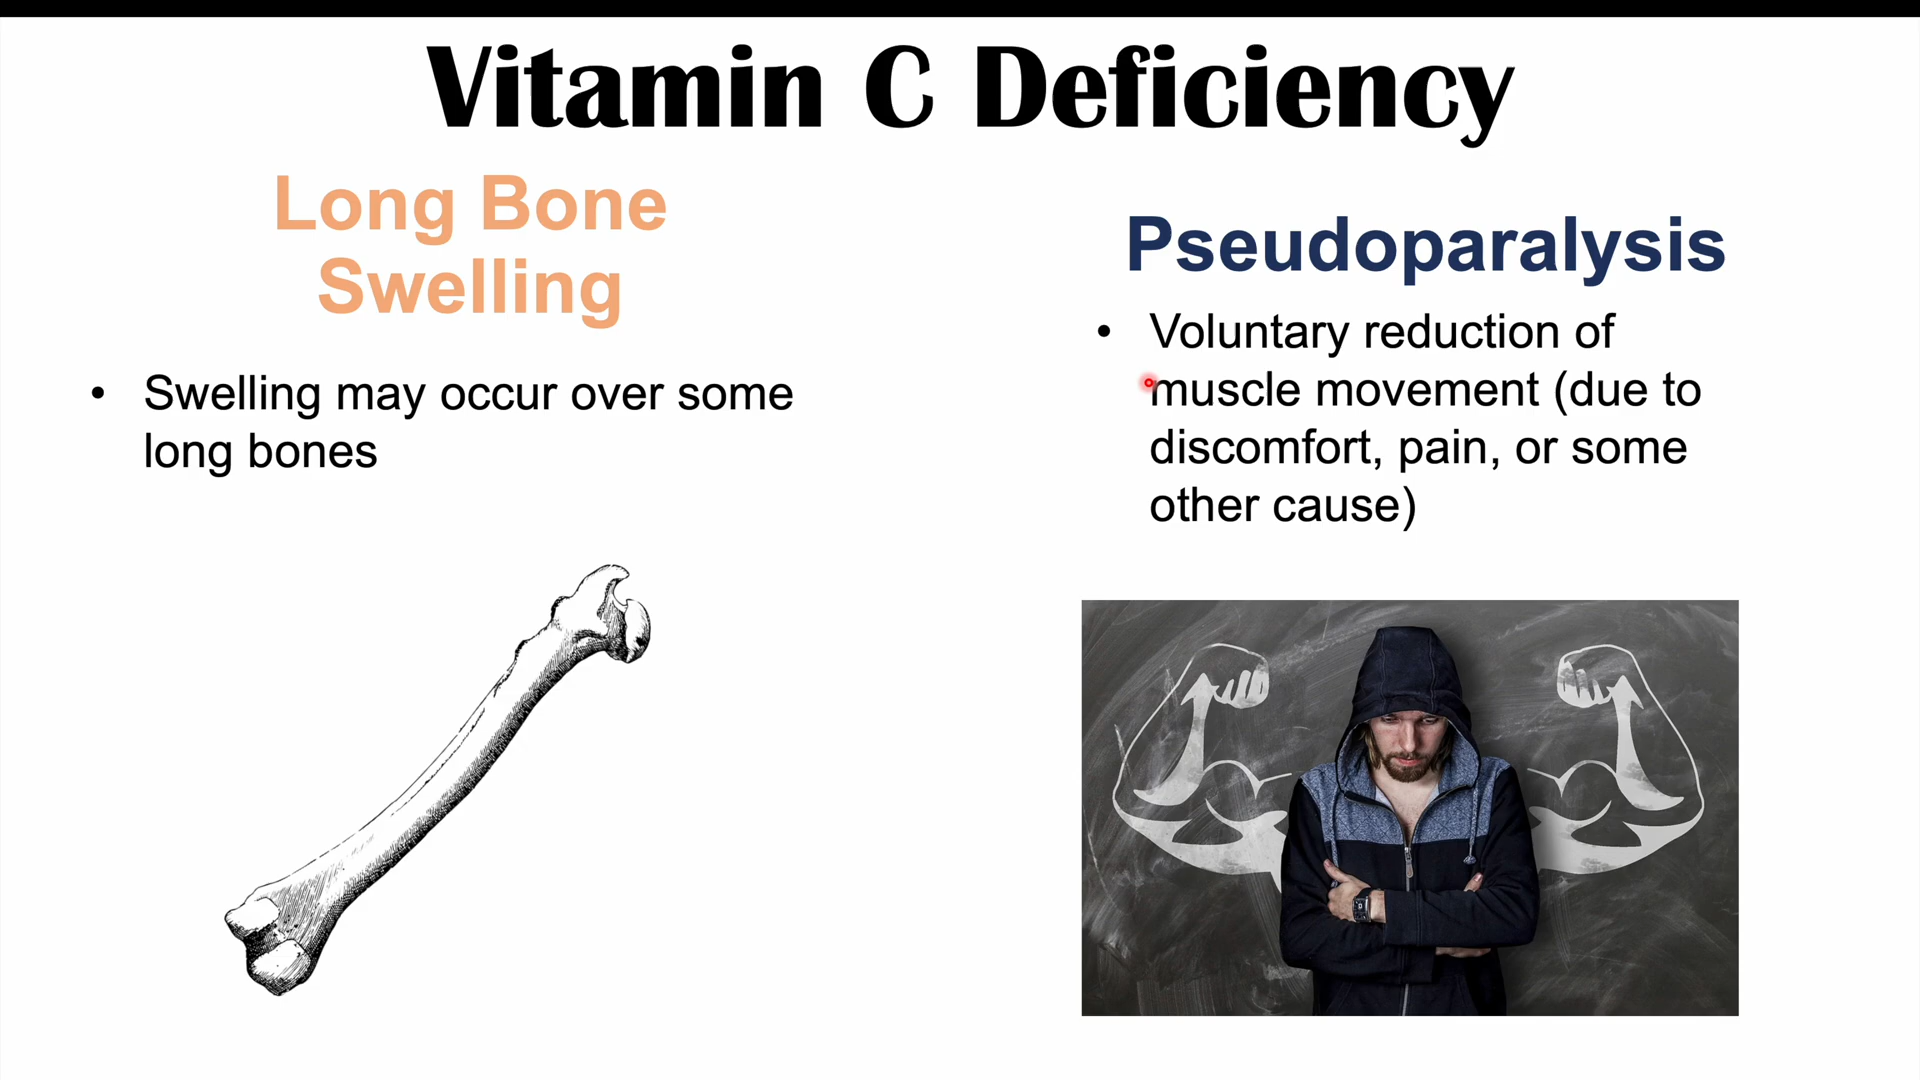 Vitamin C Deficiency
Long Bone
Swelling
• Swelling may occur over some
long bones
Pseudoparalysis
• Voluntary reduction of
muscle movement (due to
discomfort, pain, or some
other cause)